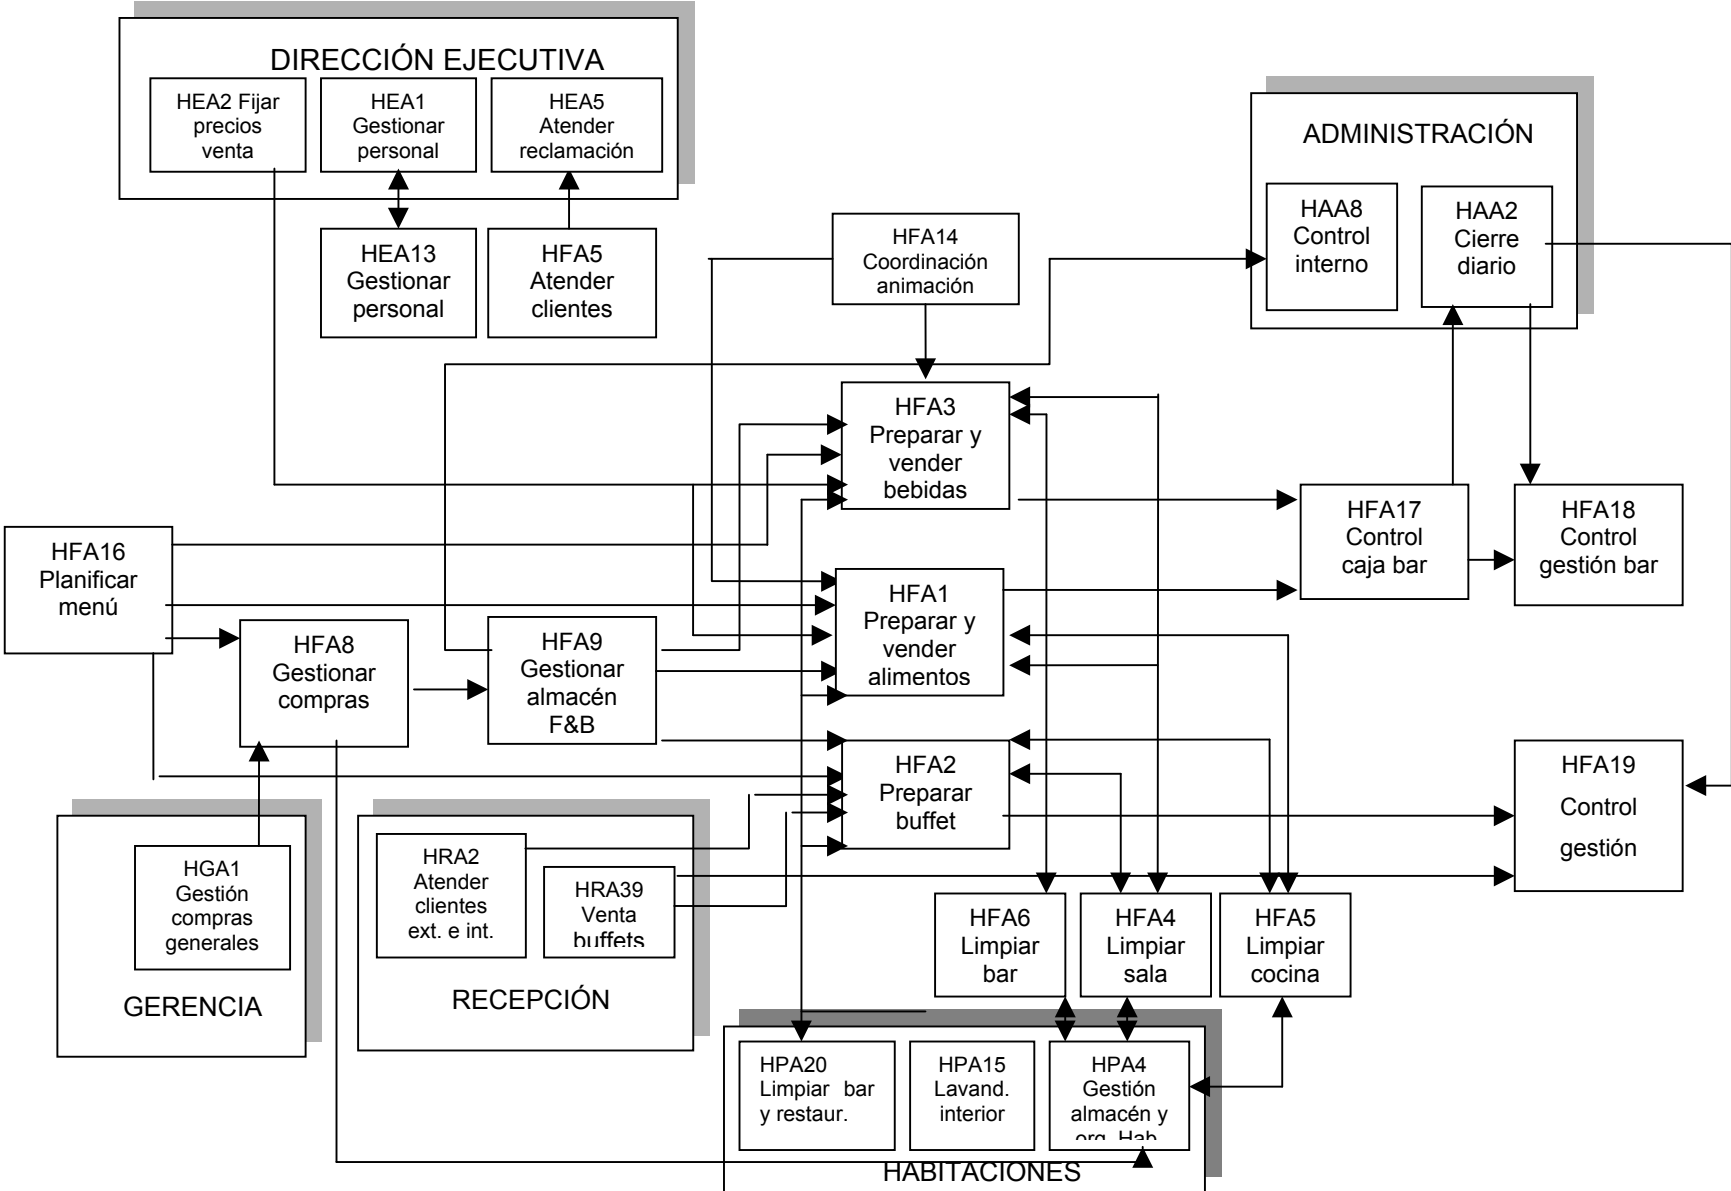 DIRECCIÓN EJECUTIVA
HEA2 Fijar
precios
venta
HEA1
Gestionar
personal
HEA5
Atender
reclamación
HEA13
Gestionar
personal
HFA5
Atender
clientes
HFA14
Coordinación
animación
ADMINISTRACIÓN
HAA8
Control
interno
HAA2
Cierre
diario
HFA3
Preparar y
vender
bebidas
HFA17
Control
caja bar
HFA18
Control
gestión bar
HFA16
Planificar
menú
HFA1
Preparar y
vender
alimentos
HFA8
Gestionar
compras
HFA9
Gestionar
almacén
F&B
HFA2
Preparar
buffet
HFA19
Control
gestión
HGA1
Gestión
compras
generales
GERENCIA
HRA2
Atender
clientes
ext. e int.
HRA39
Venta
buffets
RECEPCIÓN
HFA6
Limpiar
bar
HFA4
Limpiar
sala
HFA5
Limpiar
cocina
HPA20
Limpiar bar
y restaur.
HPA15
Lavand.
interior
HPA4
Gestión
almacén y
org. Hab
HABITACIONES